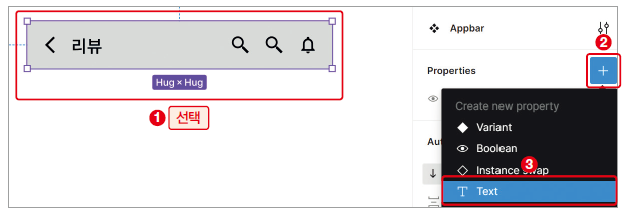 리뷰
Hug × Hug
1 선택
Appbar
2
Properties
+
Create new property
Variant
Boolean
Instance swap
3
Text